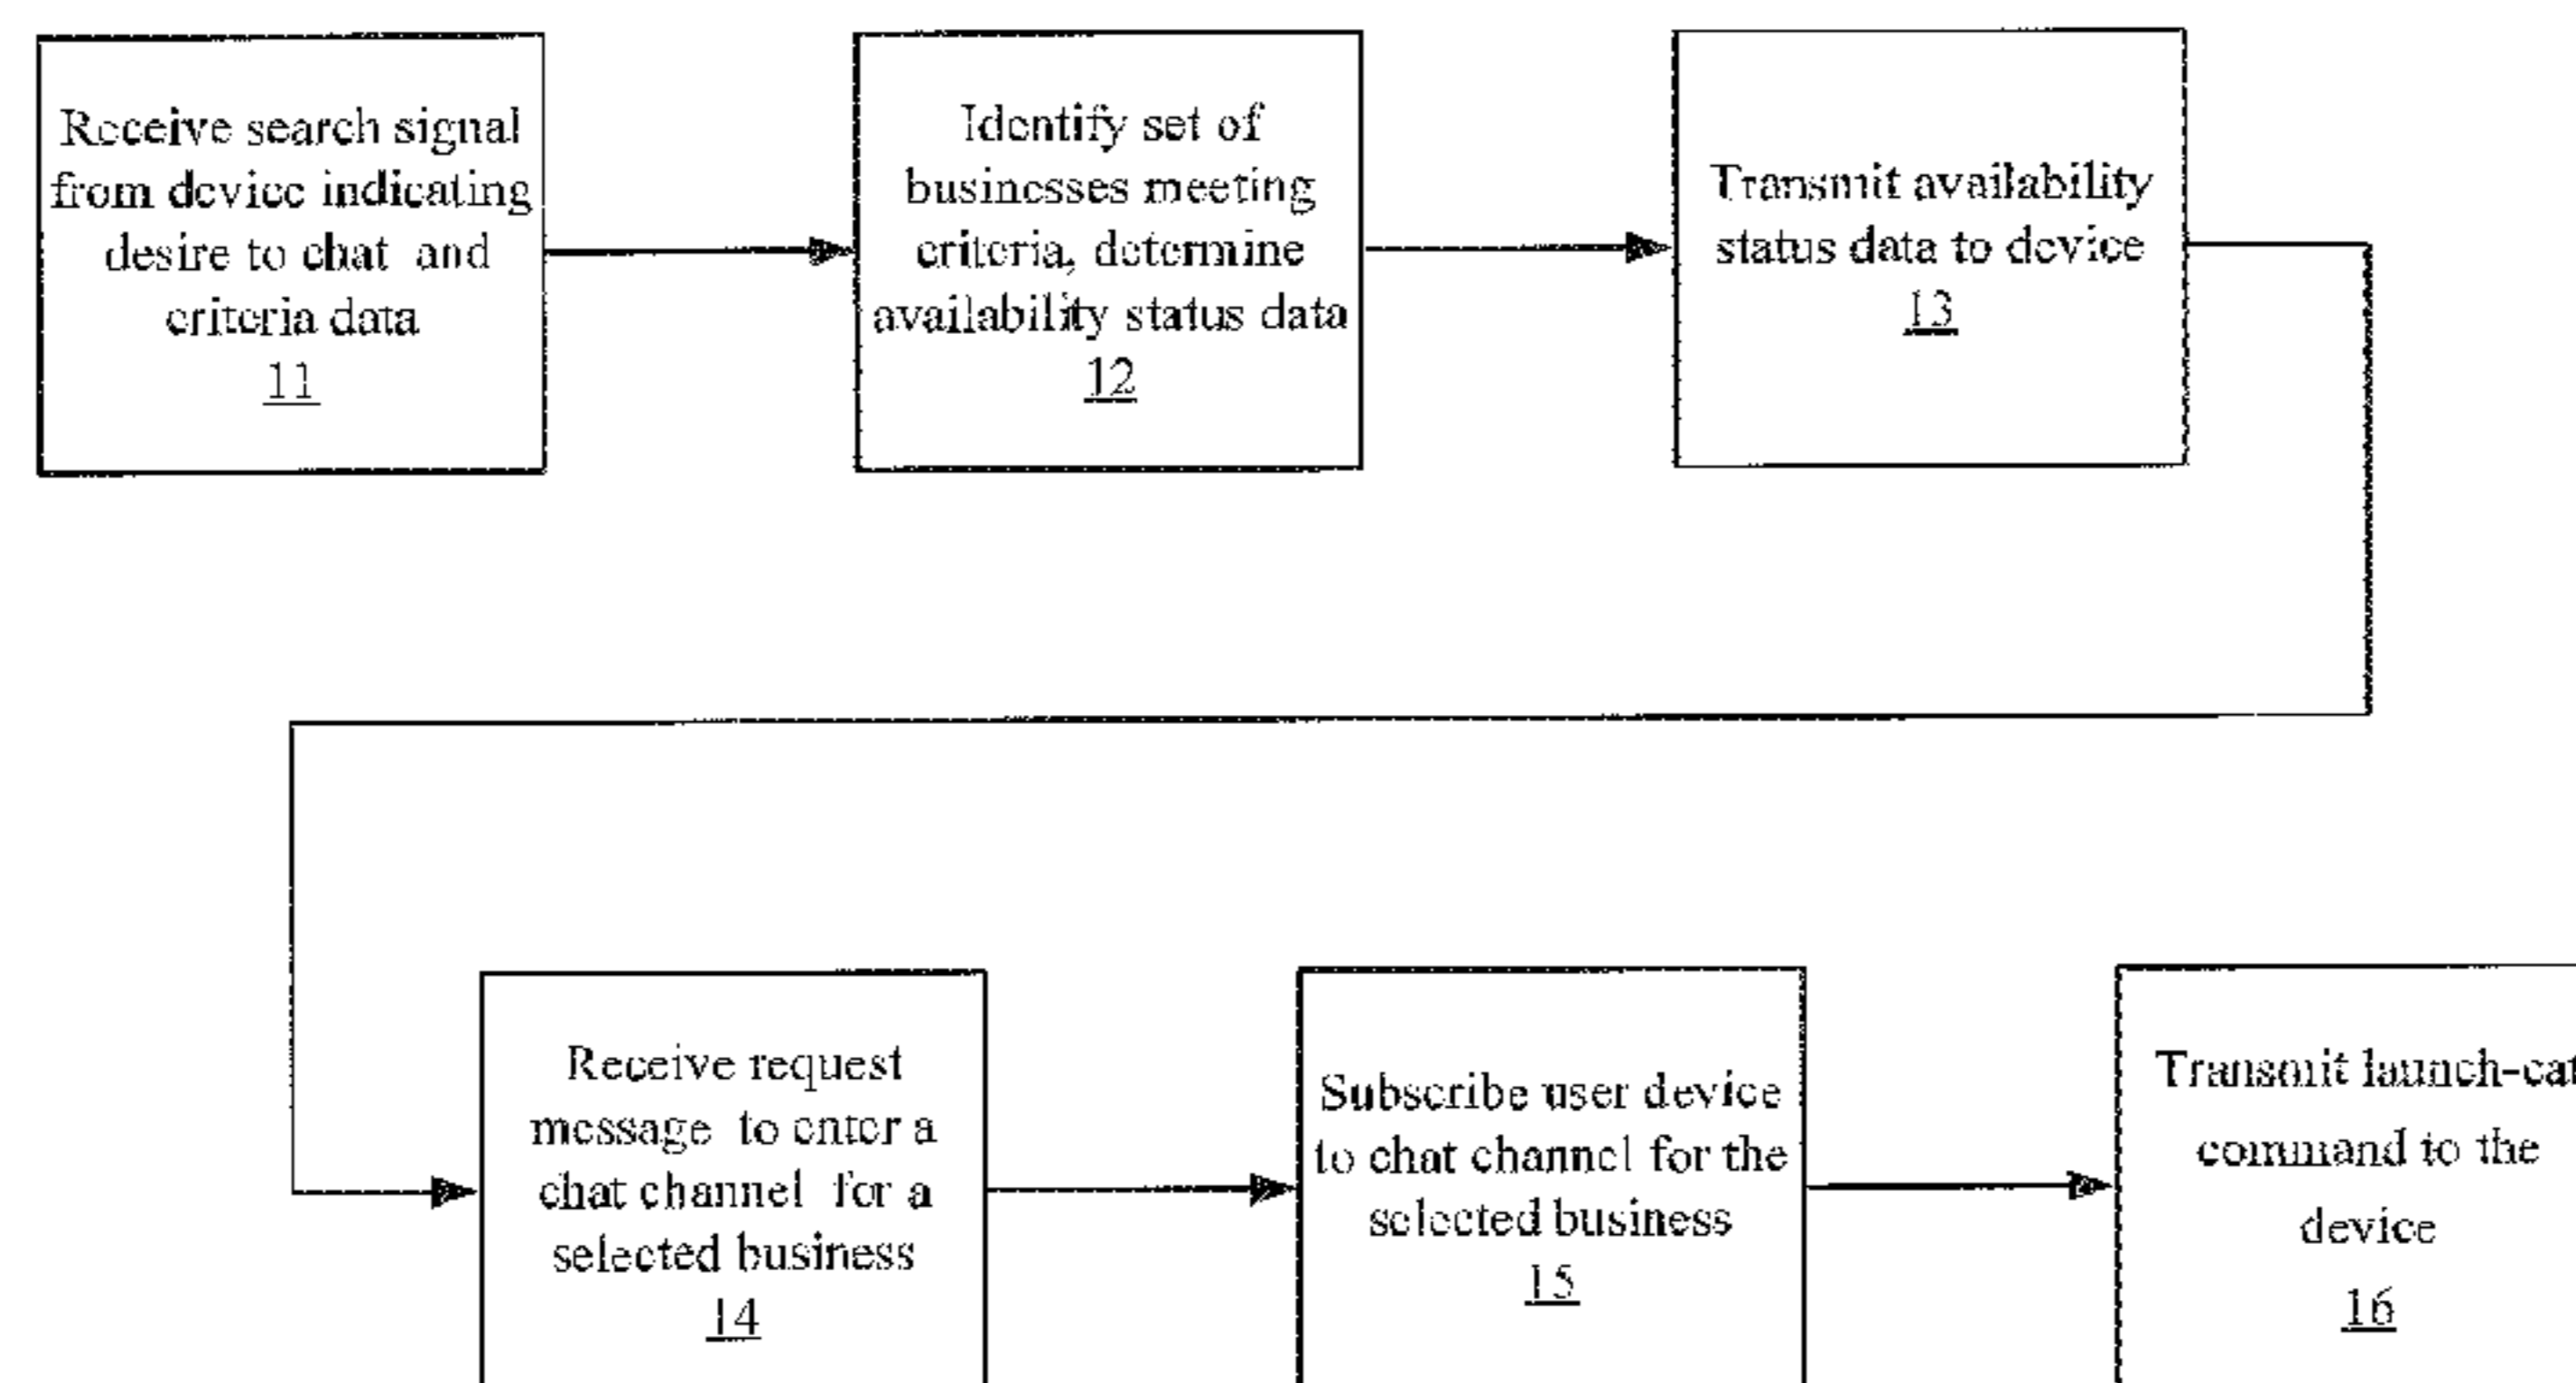 Receive search signal
from device indicating
desire to chat and
criteria data
11
Identify set of
businesses meeting
criteria, determine
availability status data
12
Transmit availability
status data to device
13
Receive request
message to enter a
chat channel for a
selected business
14
Subscribe user device
to chat channel for the
selected business
15
Transmit launch-cat
command to the
device
16